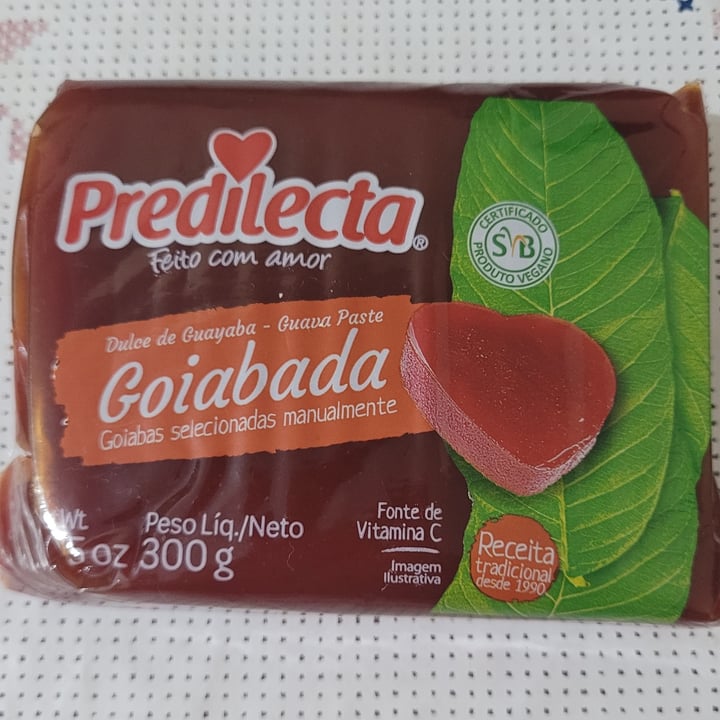 Predilecta®
Feito com amor
CERTIFICADO
SVB
PRODUTO VEGANO
Dulce de Guayaba - Guava Paste
Goiabada
Goiabas selecionadas manualmente
Wt Peso Líq./Neto
oz 300 g
Fonte de
Vitamina C
Imagem
Ilustrativa
Receita
tradicional
desde 1990